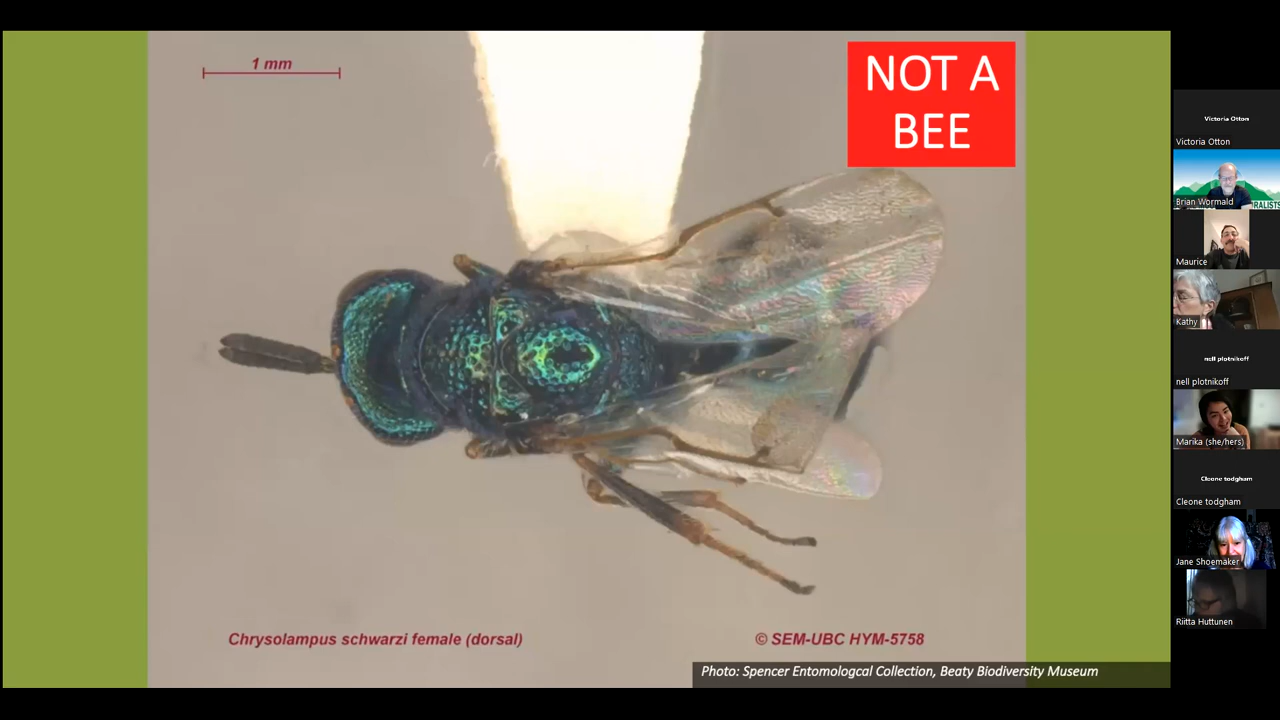 1 mm
NOT A
BEE
Chrysolampus schwarzi female (dorsal)
© SEM-UBC HYM-5758
Photo: Spencer Entomologcal Collection, Beaty Biodiversity Museum
Victoria Otton
Victoria Otton
Brian Wormald
RALISTS
Maurice
Kathy
nell plotnikoff
nell plotnikoff
Marika (she/hers)
Cleone todgham
Cleone todgham
Jane Shoemaker
Riitta Huttunen